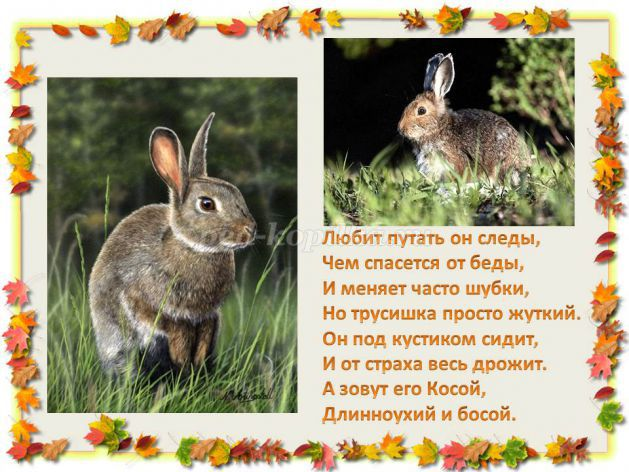 Любит путать он следы,
Чем спасется от беды,
И меняет часто шубки,
Но трусишка просто жуткий.
Он под кустиком сидит,
И от страха весь дрожит.
А зовут его Косой,
Длинноухий и босой.